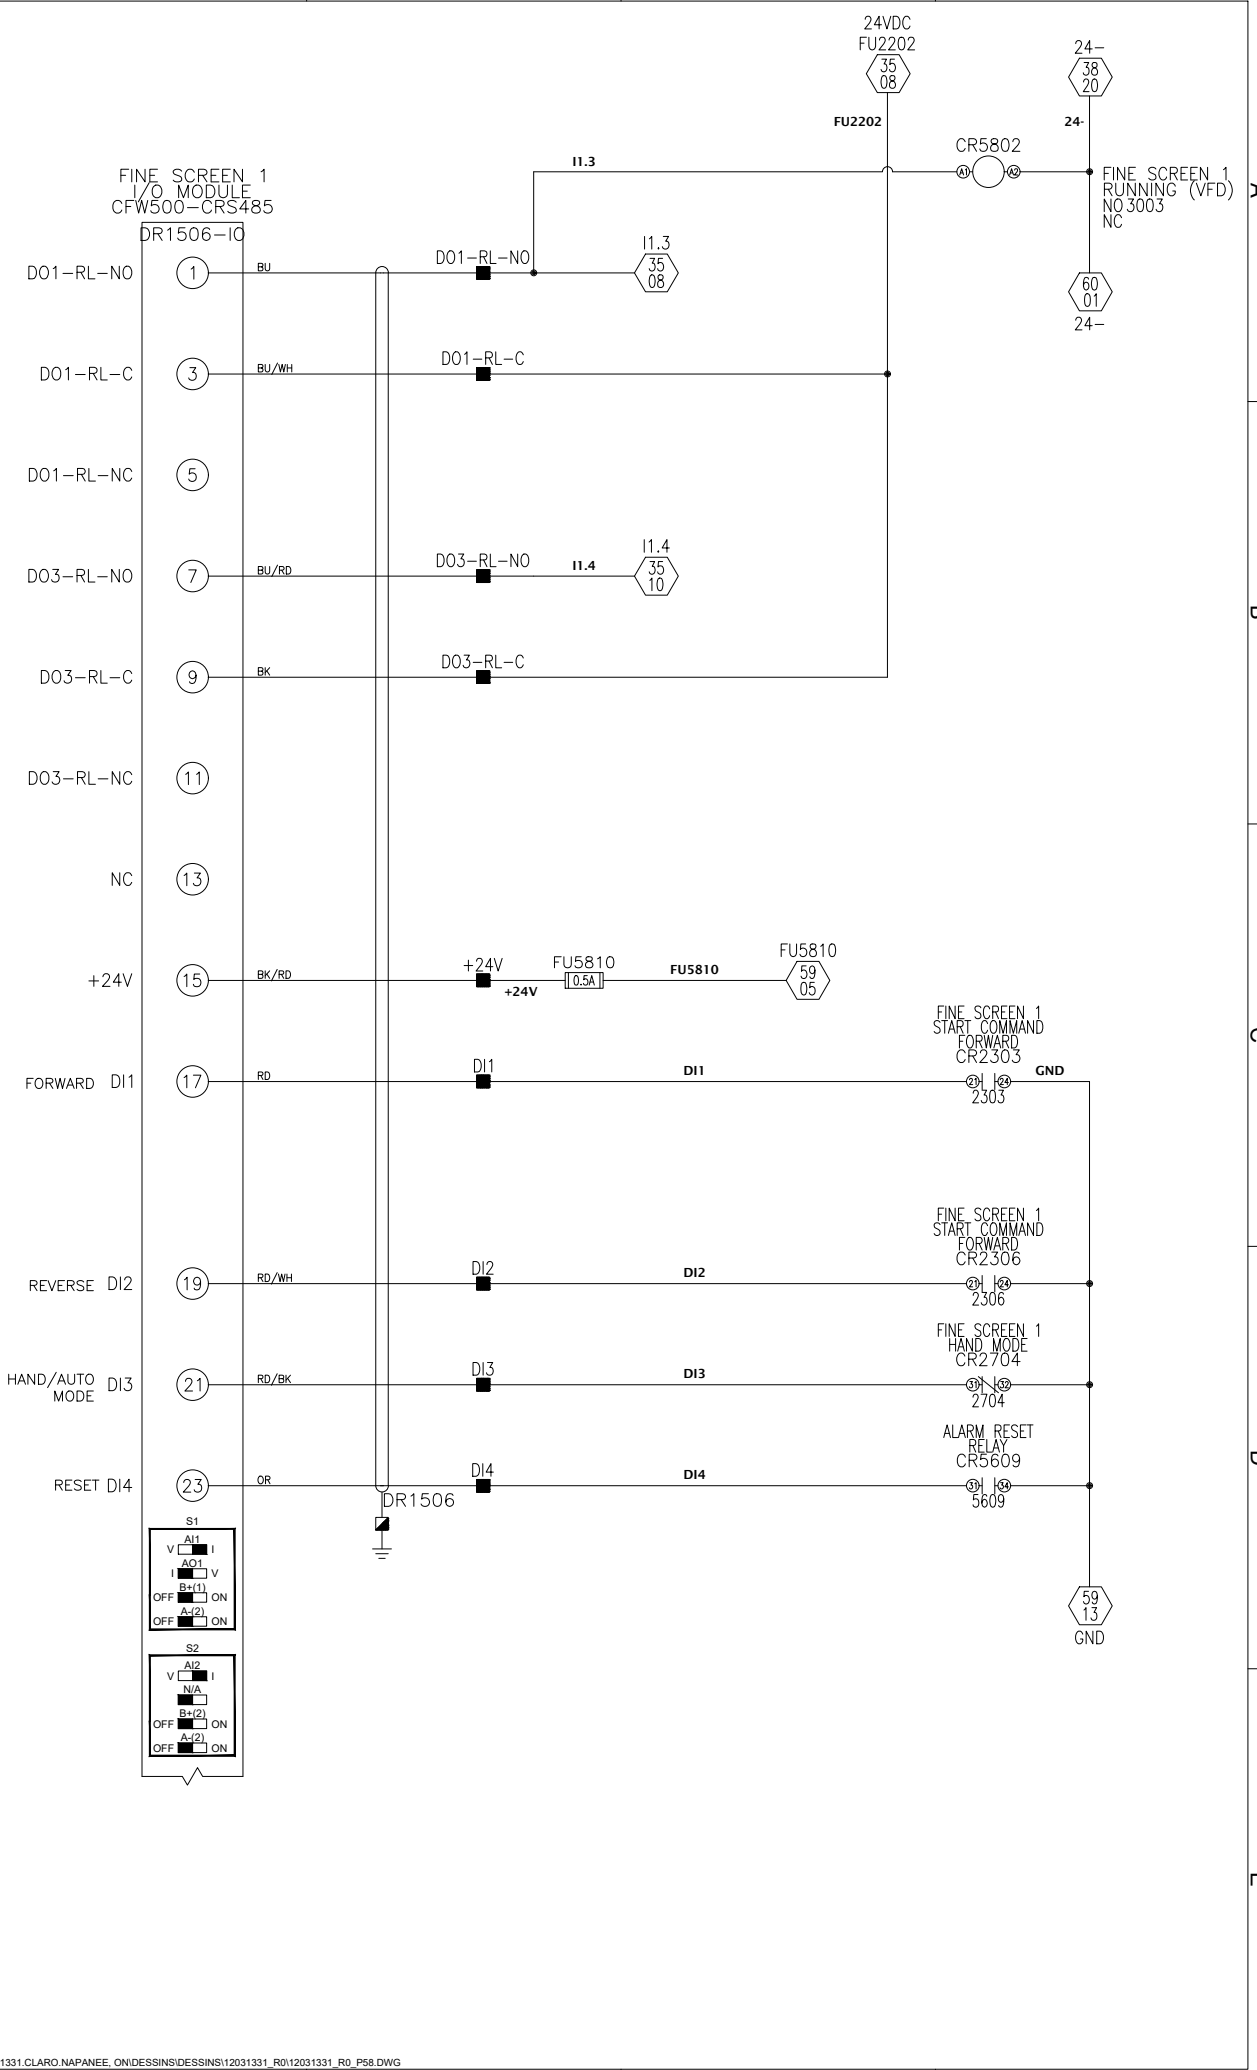 24VDC
FU2202
35
08
24-
38
20
FU2202
24-
CR5802
I1.3
A1
A2
FINE SCREEN 1
RUNNING (VFD)
NO 3003
NC
FINE SCREEN 1
I/O MODULE
CFW500-CRS485
DR1506-IO
DO1-RL-NO
1
BU
DO1-RL-NO
I1.3
35
08
60
01
24-
DO1-RL-C
3
BU/WH
DO1-RL-C
DO1-RL-NC
5
DO3-RL-NO
7
BU/RD
DO3-RL-NO
I1.4
I1.4
35
10
DO3-RL-C
9
BK
DO3-RL-C
DO3-RL-NC
11
NC
13
+24V
15
BK/RD
+24V
+24V
FU5810
0.5A
FU5810
FU5810
59
05
FINE SCREEN 1
START COMMAND
FORWARD
CR2303
FORWARD DI1
17
RD
DI1
DI1
21
24
GND
2303
FINE SCREEN 1
START COMMAND
FORWARD
CR2306
REVERSE DI2
19
RD/WH
DI2
DI2
21
24
2306
FINE SCREEN 1
HAND MODE
CR2704
HAND/AUTO
MODE
DI3
21
RD/BK
DI3
DI3
31
32
2704
ALARM RESET
RELAY
CR5609
RESET DI4
23
OR
DI4
DI4
31
34
5609
DR1506
S1
AI1
V I
AO1
I V
B+(1)
OFF ON
A-(2)
OFF ON
59
13
GND
S2
AI2
V I
N/A
B+(2)
OFF ON
A-(2)
OFF ON
1331.CLARO.NAPANEE, ON\DESSINS\DESSINS\12031331_R0\12031331_R0_P58.DWG